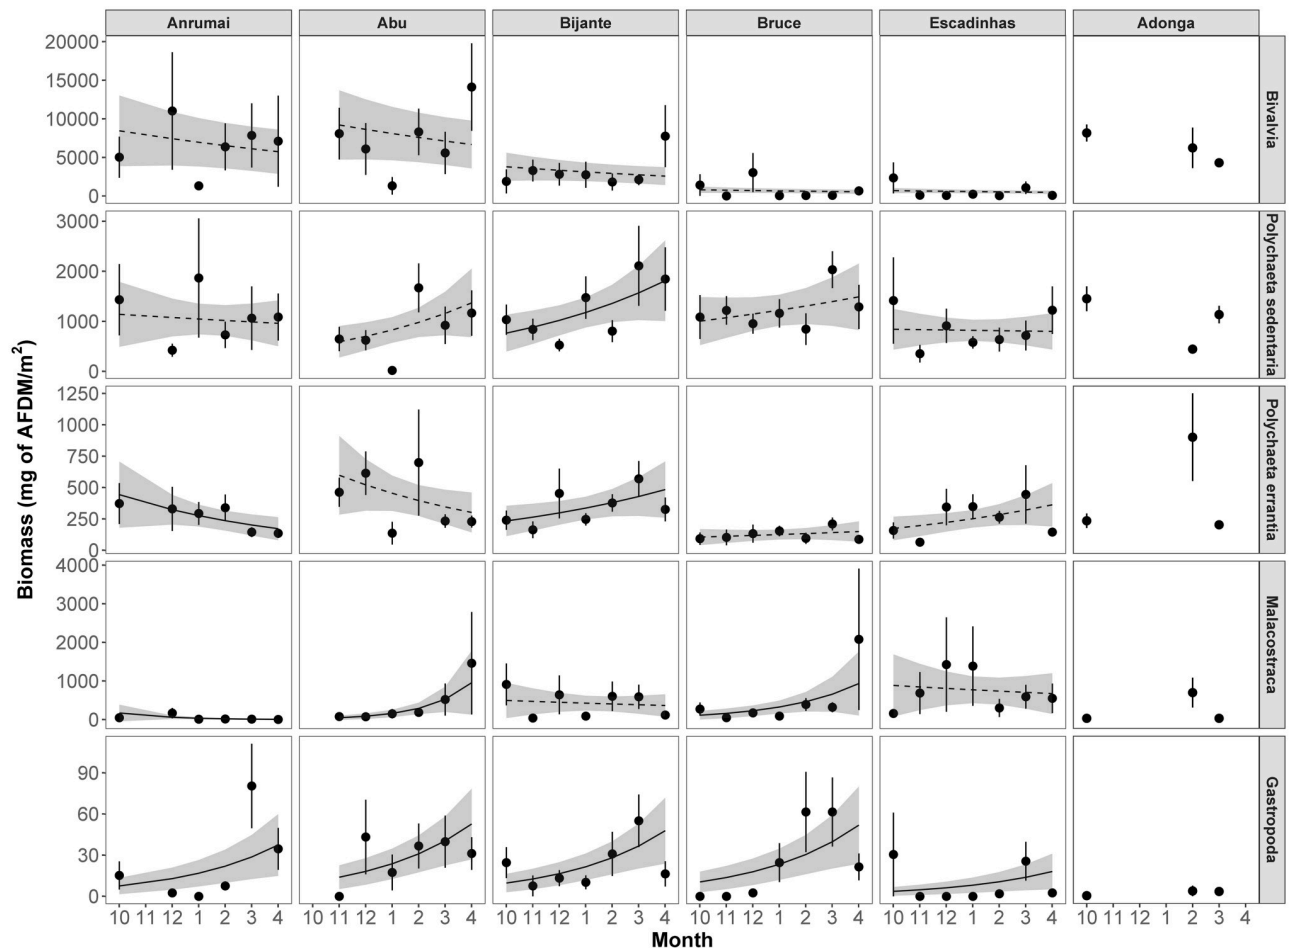 Anrumai Abu Bijante Bruce Escadinhas Adonga
Biomass (mg of AFDM/m²)
20000
15000
10000
5000
0
Bivalvia
3000
2000
1000
0
Polychaeta sedentaria
1250
1000
750
500
250
0
Polychaeta errantia
4000
3000
2000
1000
0
Malacostraca
90
60
30
0
Gastropoda
10 11 12 1 2 3 4 10 11 12 1 2 3 4 10 11 12 1 2 3 4 10 11 12 1 2 3 4 10 11 12 1 2 3 4 10 11 12 1 2 3 4
Month